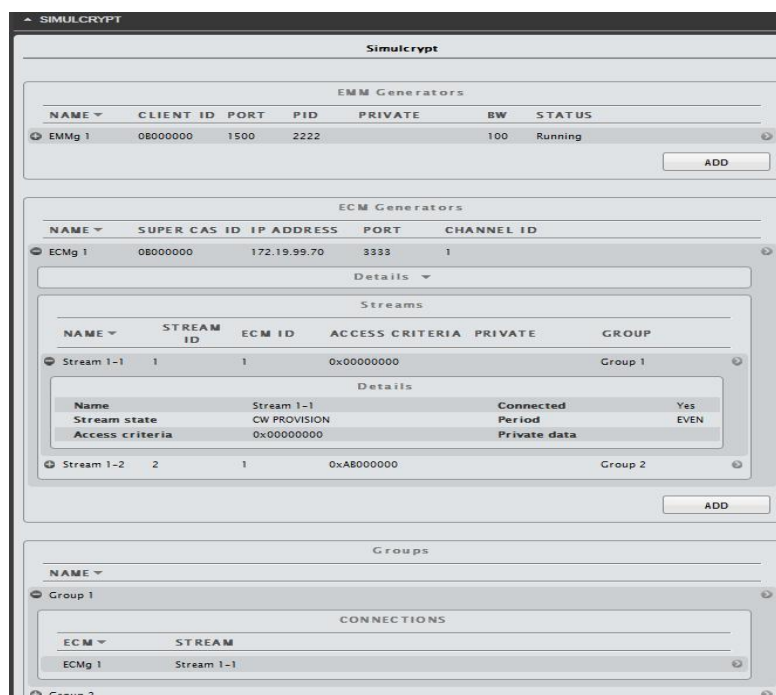 SIMULCRYPT
Simulcrypt
EMM Generators
NAME CLIENT ID PORT PID PRIVATE BW STATUS
EMMg 1 0B000000 1500 2222 100 Running
ADD
ECM Generators
NAME SUPER CAS ID IP ADDRESS PORT CHANNEL ID
ECMg 1 0B000000 172.19.99.70 3333 1
Details
Streams
NAME STREAM ID ECM ID ACCESS CRITERIA PRIVATE GROUP
Stream 1-1 1 1 0x00000000 Group 1
Details
Name Stream 1-1 Connected Yes
Stream state CW PROVISION Period EVEN
Access criteria 0x00000000 Private data
Stream 1-2 2 1 0xAB000000 Group 2
ADD
Groups
NAME
Group 1
CONNECTIONS
ECM STREAM
ECMg 1 Stream 1-1
Group 2